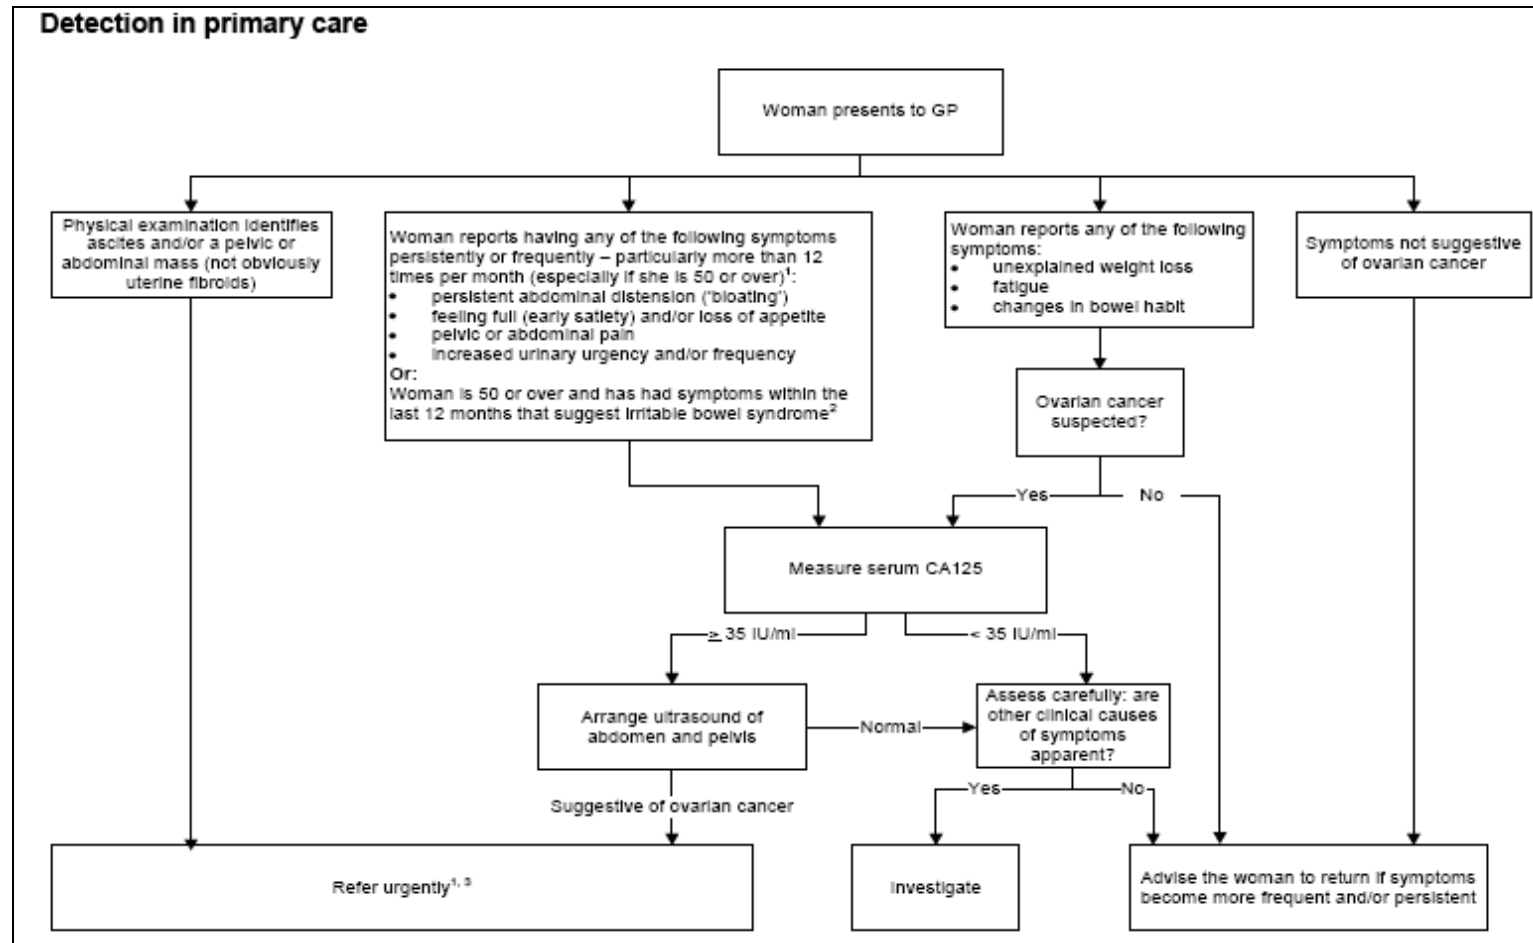 Detection in primary care
Woman presents to GP
Physical examination identifies
ascites and/or a pelvic or
abdominal mass (not obviously
uterine fibroids)
Woman reports having any of the following symptoms
persistently or frequently – particularly more than 12
times per month (especially if she is 50 or over)¹:
• persistent abdominal distension ('bloating')
• feeling full (early satiety) and/or loss of appetite
• pelvic or abdominal pain
• increased urinary urgency and/or frequency
Or:
Woman is 50 or over and has had symptoms within the
last 12 months that suggest irritable bowel syndrome²
Woman reports any of the following
symptoms:
• unexplained weight loss
• fatigue
• changes in bowel habit
Symptoms not suggestive
of ovarian cancer
Ovarian cancer
suspected?
Yes
No
Measure serum CA125
≥ 35 IU/ml
< 35 IU/ml
Arrange ultrasound of
abdomen and pelvis
Normal
Assess carefully: are
other clinical causes
of symptoms
apparent?
Suggestive of ovarian cancer
Yes
No
Refer urgently¹˒ ³
Investigate
Advise the woman to return if symptoms
become more frequent and/or persistent